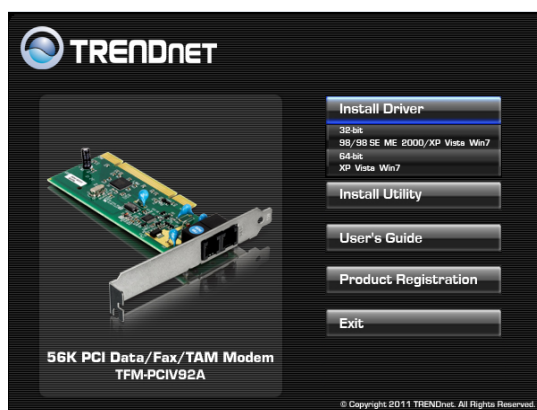 TRENDNET
Install Driver
32-bit
98/98 SE ME 2000/XP Vista Win7
64-bit
XP Vista Win7
Install Utility
User's Guide
Product Registration
Exit
56K PCI Data/Fax/TAM Modem
TFM-PCIV92A
© Copyright 2011 TRENDnet. All Rights Reserved.